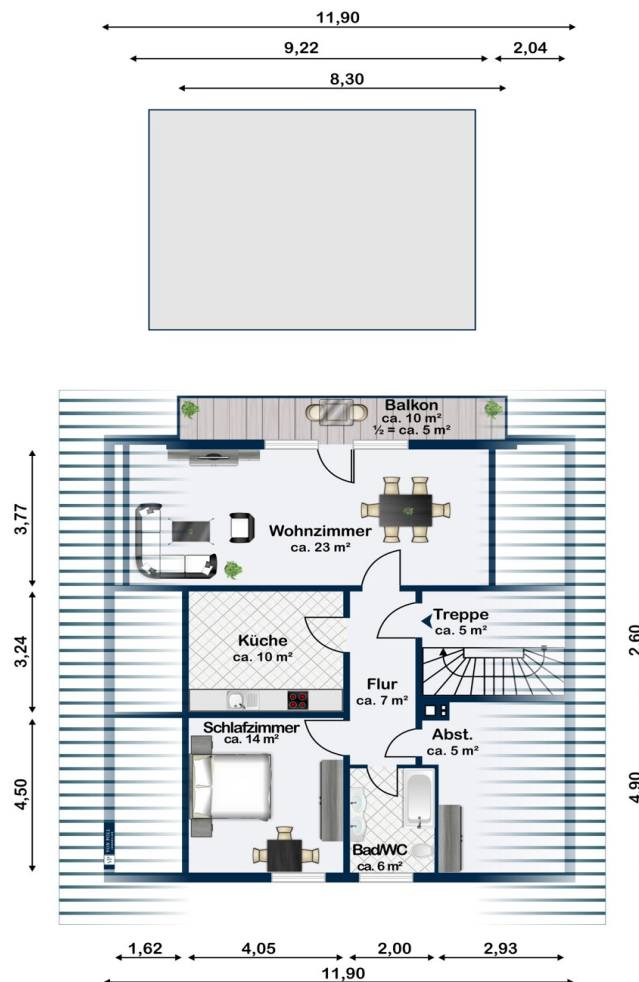 11,90
9,22
2,04
8,30
Balkon
ca. 10 m²
½ = ca. 5 m²
3,77
Wohnzimmer
ca. 23 m²
3,24
Küche
ca. 10 m²
Treppe
ca. 5 m²
2,60
Flur
ca. 7 m²
Schlafzimmer
ca. 14 m²
Abst.
ca. 5 m²
4,50
4,90
Bad/WC
ca. 6 m²
VP VON POLL
1,62
4,05
2,00
2,93
11,90